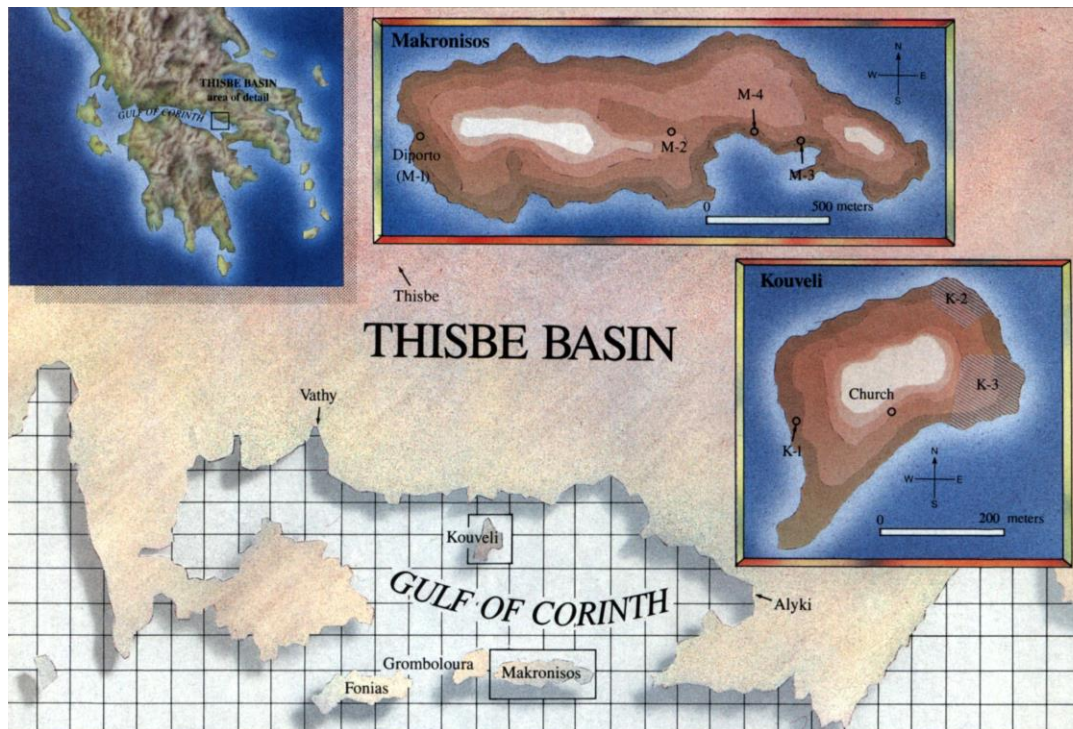 THISBE BASIN
area of detail
GULF OF CORINTH
Makronisos
N
W E
S
M-4
M-2
M-3
Diporto
(M-1)
0 500 meters
Thisbe
THISBE BASIN
Vathy
Kouveli
K-2
K-3
Church
K-1
N
W E
S
0 200 meters
Kouveli
GULF OF CORINTH
Alyki
Gromboloura
Makronisos
Fonias